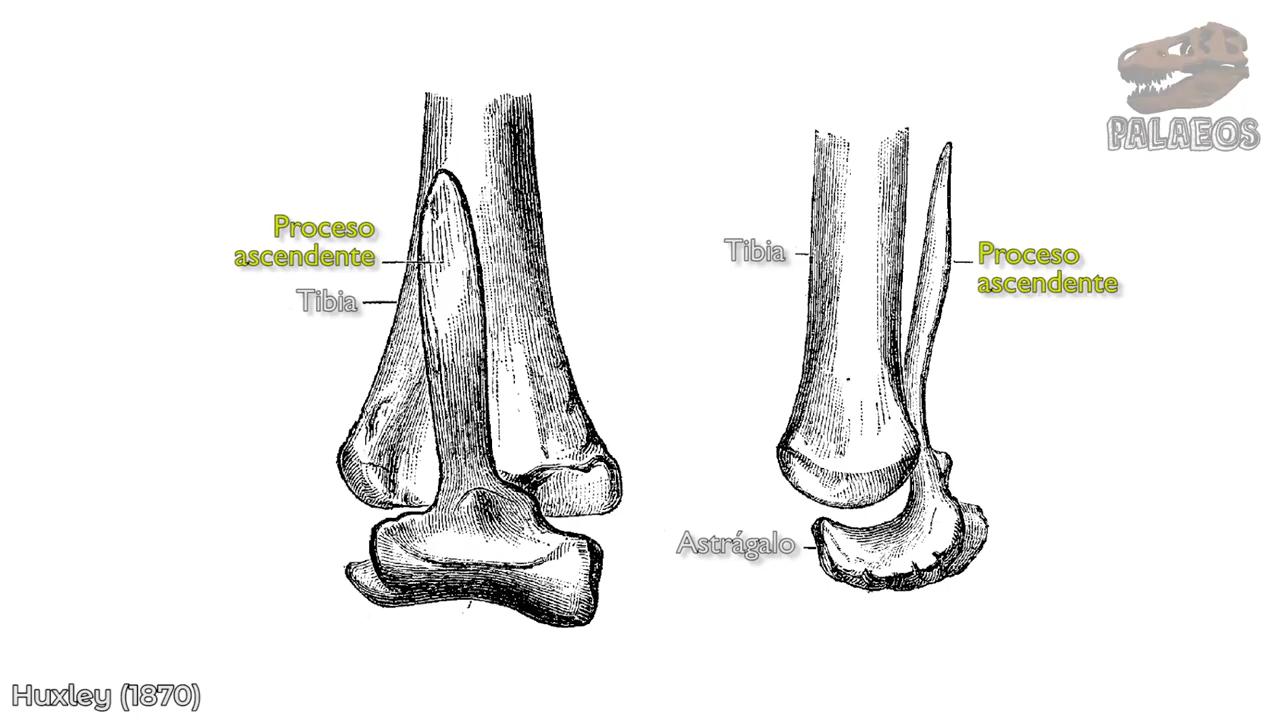 PALAEOS
Proceso
ascendente
Tibia
Tibia
Proceso
ascendente
Astrágalo
Huxley (1870)